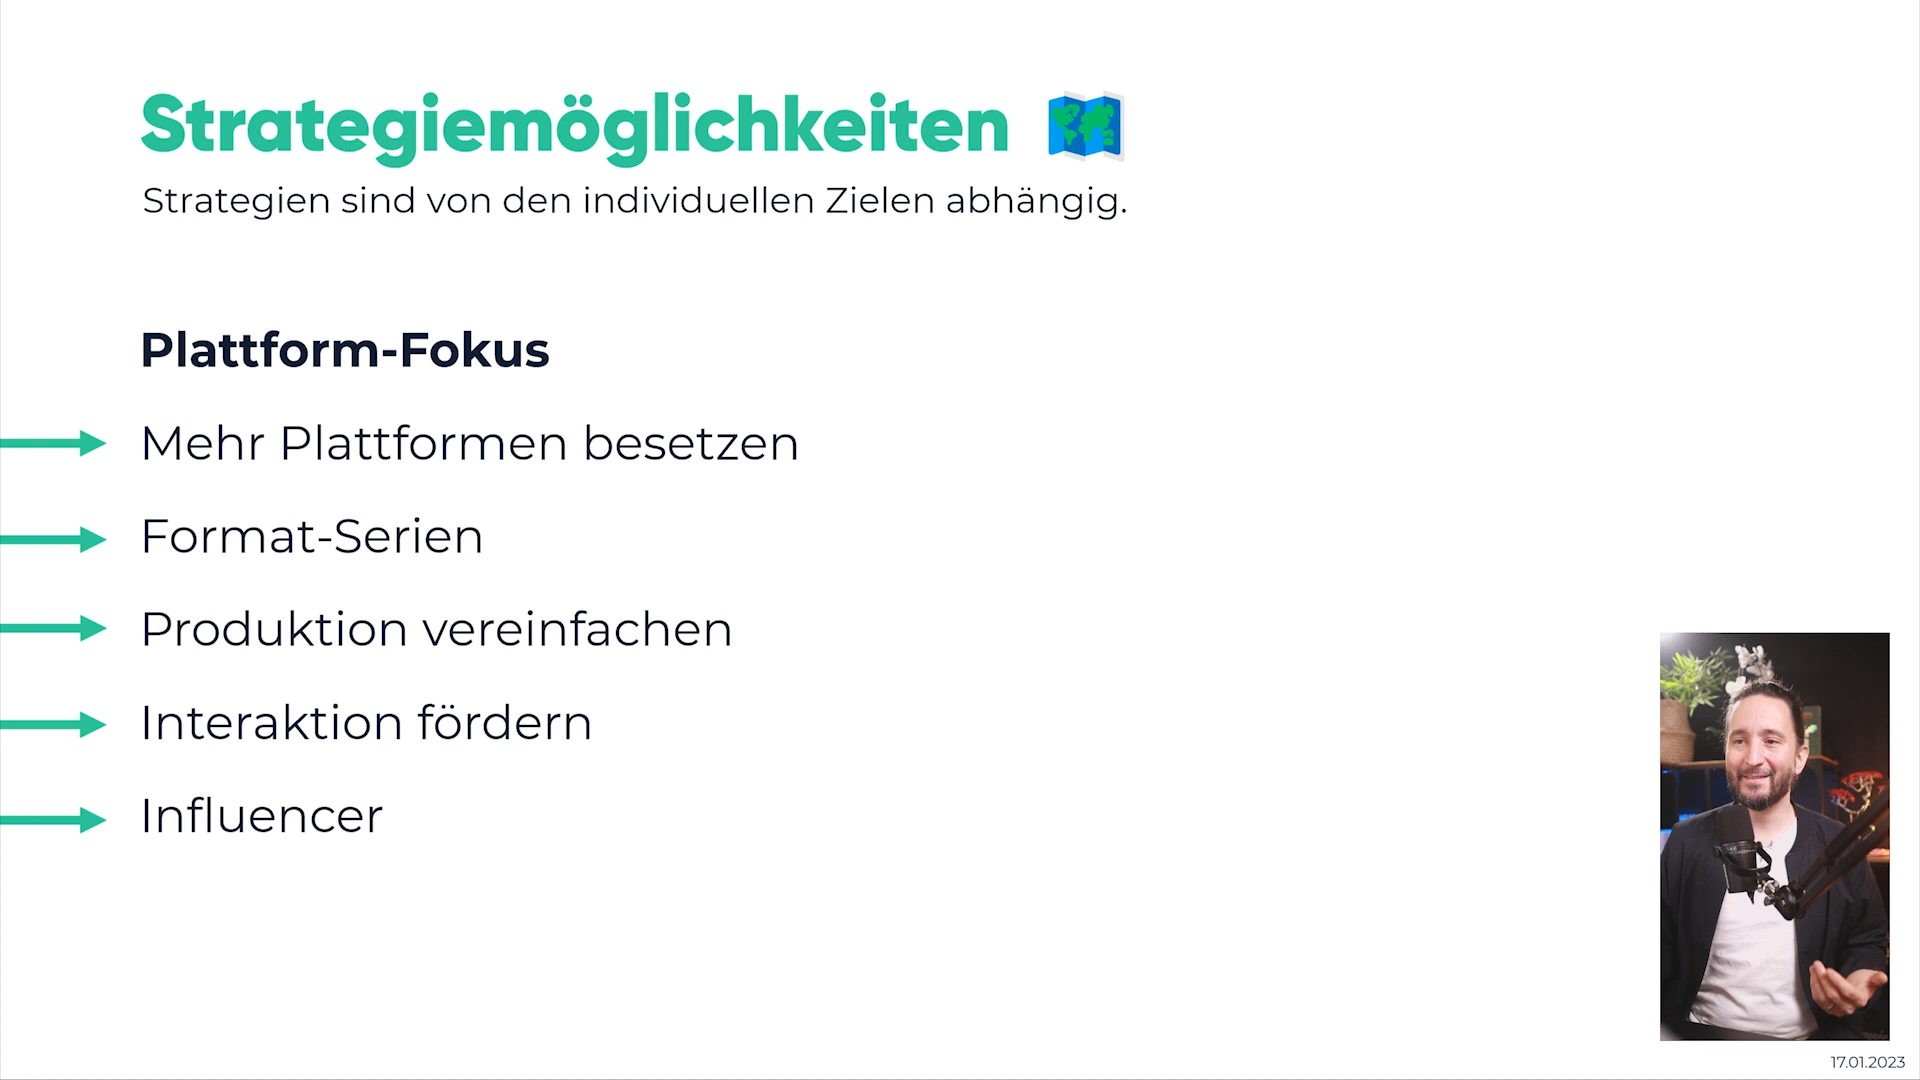 Strategiemöglichkeiten
Strategien sind von den individuellen Zielen abhängig.
Plattform-Fokus
Mehr Plattformen besetzen
Format-Serien
Produktion vereinfachen
Interaktion fördern
Influencer
17.01.2023